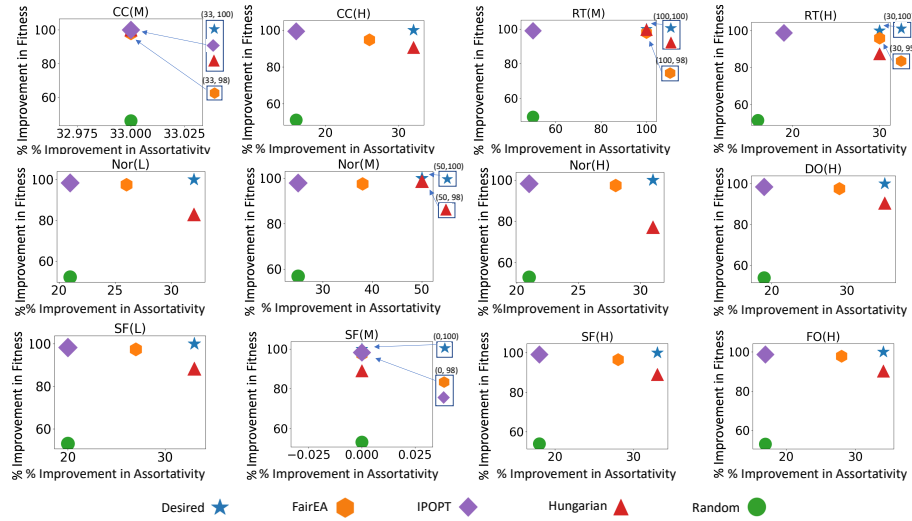 CC(M)
(33, 100)
(33, 98)
100
80
60
32.975
33.000
33.025
% Improvement in Fitness
% Improvement in Assortativity
CC(H)
100
80
60
20
30
% Improvement in Fitness
% Improvement in Assortativity
RT(M)
(100,100)
(100, 98)
100
80
60
60
80
100
% Improvement in Fitness
% Improvement in Assortativity
RT(H)
(30,100)
(30, 95
100
80
60
20
30
% Improvement in Fitness
% Improvement in Assortativity
Nor(L)
100
80
60
20
25
30
% Improvement in Fitness
% Improvement in Assortativity
Nor(M)
(50,100)
(50, 98)
100
80
60
30
40
50
% Improvement in Fitness
% Improvement in Assortativity
Nor(H)
100
80
60
20
25
30
% Improvement in Fitness
% Improvement in Assortativity
DO(H)
100
80
60
20
30
% Improvement in Fitness
% Improvement in Assortativity
SF(L)
100
80
60
20
25
30
% Improvement in Fitness
% Improvement in Assortativity
SF(M)
(0,100)
(0, 98)
100
80
60
−0.025
0.000
0.025
% Improvement in Fitness
% Improvement in Assortativity
SF(H)
100
80
60
20
30
% Improvement in Fitness
% Improvement in Assortativity
FO(H)
100
80
60
20
30
% Improvement in Fitness
% Improvement in Assortativity
Desired
FairEA
IPOPT
Hungarian
Random